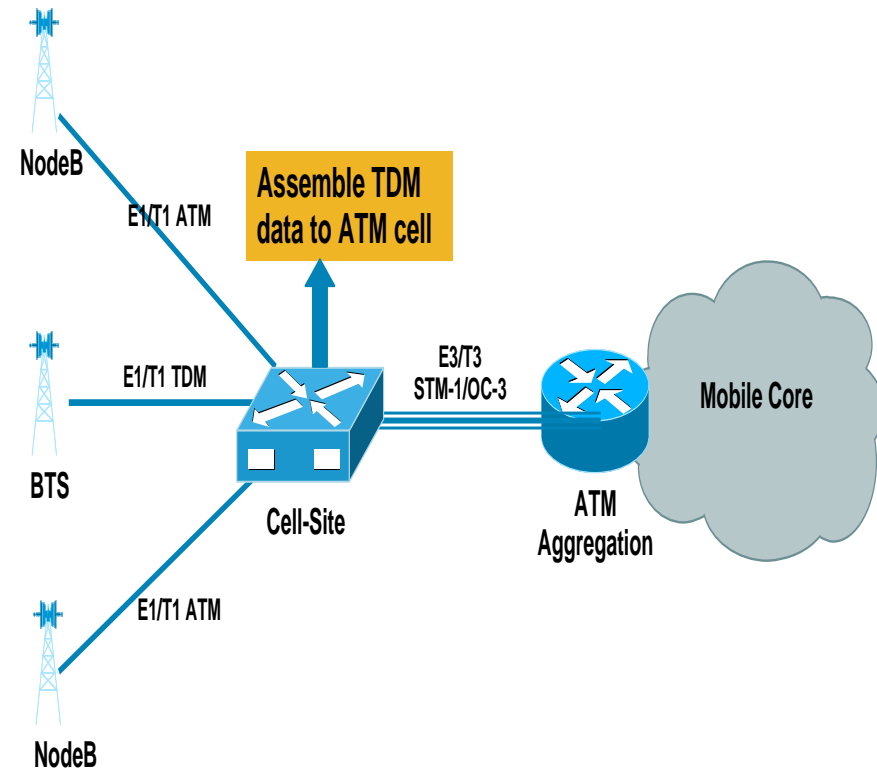 NodeB
E1/T1 ATM
Assemble TDM
data to ATM cell
E1/T1 TDM
BTS
Cell-Site
E3/T3
STM-1/OC-3
ATM
Aggregation
Mobile Core
E1/T1 ATM
NodeB